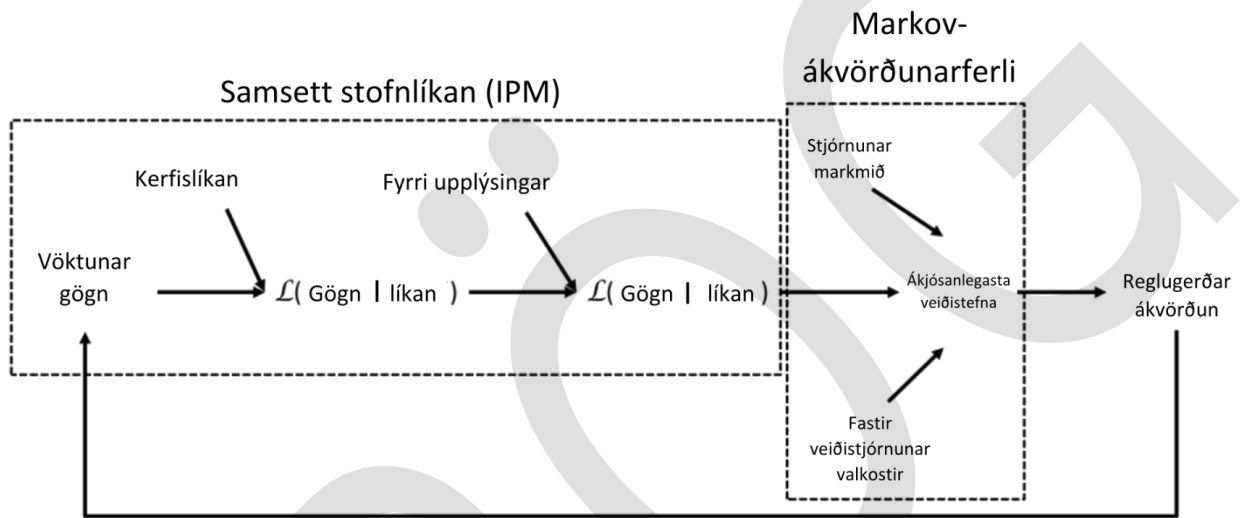 Markov-
ákvörðunarferli
Samsett stofnlíkan (IPM)
Kerfislíkan
Fyrri upplýsingar
Stjórnunar
markmið
Vöktunar
gögn
ℒ( Gögn | líkan )
ℒ( Gögn | líkan )
Ákjósanlegasta
veiðistefna
Reglugerðar
ákvörðun
Fastir
veiðistjórnunar
valkostir